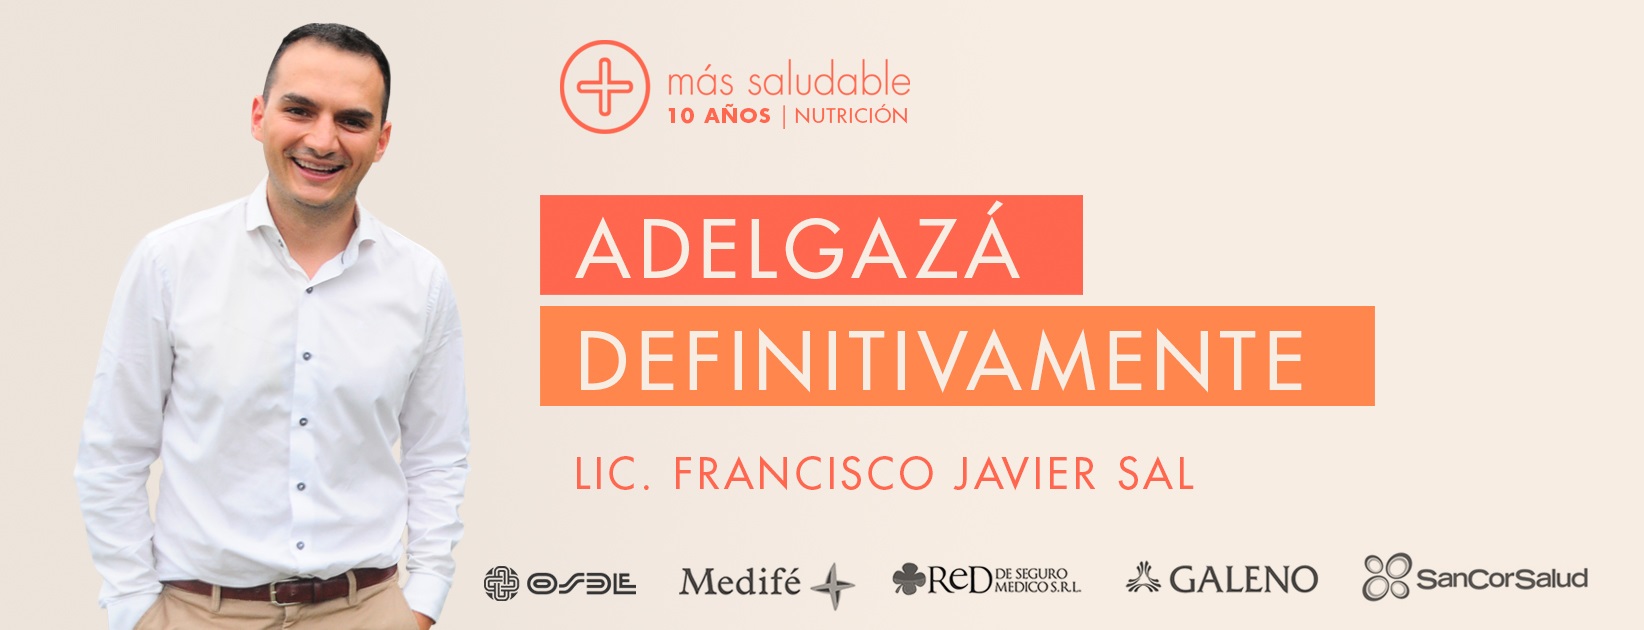 más saludable
10 AÑOS | NUTRICIÓN
ADELGAZÁ
DEFINITIVAMENTE
LIC. FRANCISCO JAVIER SAL
OSDE
Medifé
ReD DE SEGURO
MEDICO S.R.L.
GALENO
SanCorSalud